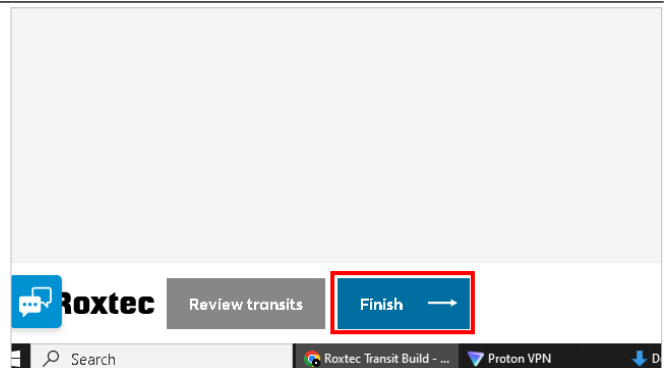 Roxtec Review transits Finish →
Search Roxtec Transit Build - ... Proton VPN